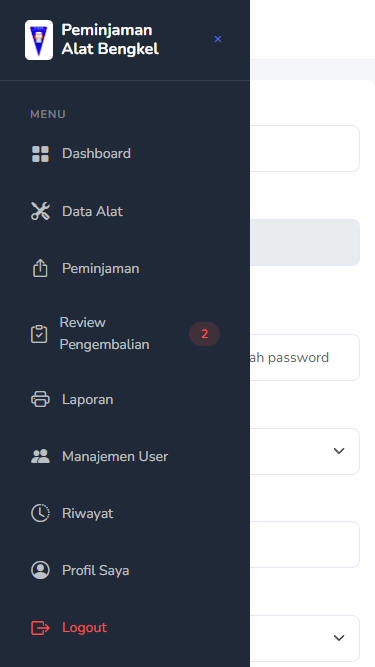 Peminjaman
Alat Bengkel
×
MENU
Dashboard
Data Alat
Peminjaman
Review
Pengembalian
2
Laporan
ah password
Manajemen User
Riwayat
Profil Saya
Logout